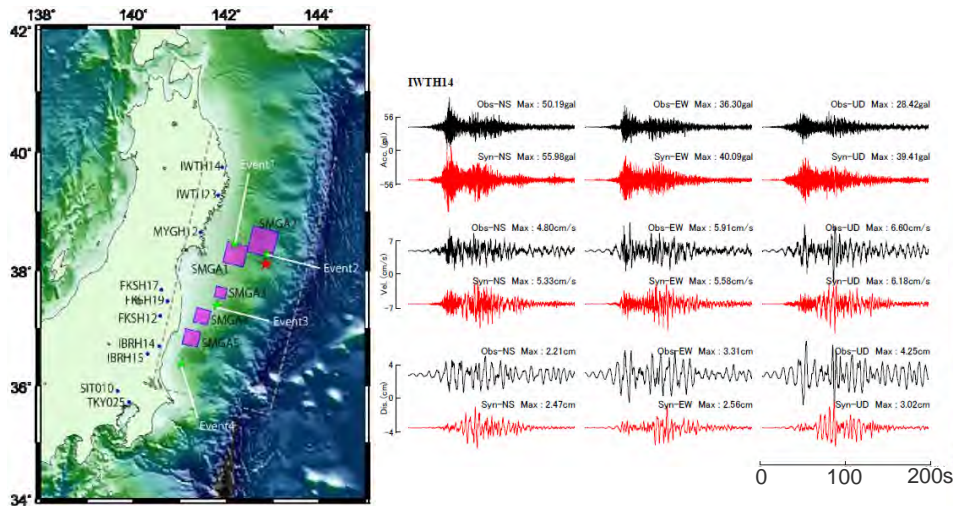 138˚ 140˚ 142˚ 144˚
42˚
40˚
38˚
36˚
34˚
IWTH14
IWTH23
MYGH12
FKSH17
FKSH19
FKSH12
IBRH14
IBRH15
SIT010
TKY025
Event1
SMGA2
SMGA1
Event2
SMGA3
SMGA4
Event3
SMGA5
Event4
IWTH14
Obs-NS Max : 50.19gal
Obs-EW Max : 36.30gal
Obs-UD Max : 28.42gal
Acc. (gal)
56
0
-56
Syn-NS Max : 55.98gal
Syn-EW Max : 40.09gal
Syn-UD Max : 39.41gal
Obs-NS Max : 4.80cm/s
Obs-EW Max : 5.91cm/s
Obs-UD Max : 6.60cm/s
Vel. (cm/s)
7
0
-7
Syn-NS Max : 5.33cm/s
Syn-EW Max : 5.58cm/s
Syn-UD Max : 6.18cm/s
Obs-NS Max : 2.21cm
Obs-EW Max : 3.31cm
Obs-UD Max : 4.25cm
Dis. (cm)
4
0
-4
Syn-NS Max : 2.47cm
Syn-EW Max : 2.56cm
Syn-UD Max : 3.02cm
0 100 200s